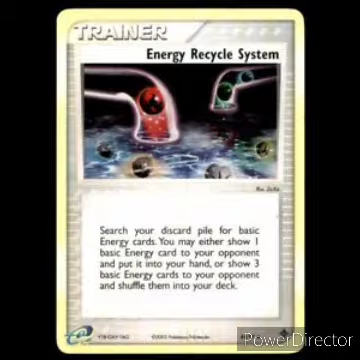 TRAINER
Energy Recycle System
Search your discard pile for basic
Energy cards. You may either show 1
basic Energy card to your opponent
and put it into your hand, or show 3
basic Energy cards to your opponent
and shuffle them into your deck.
PowerDirector